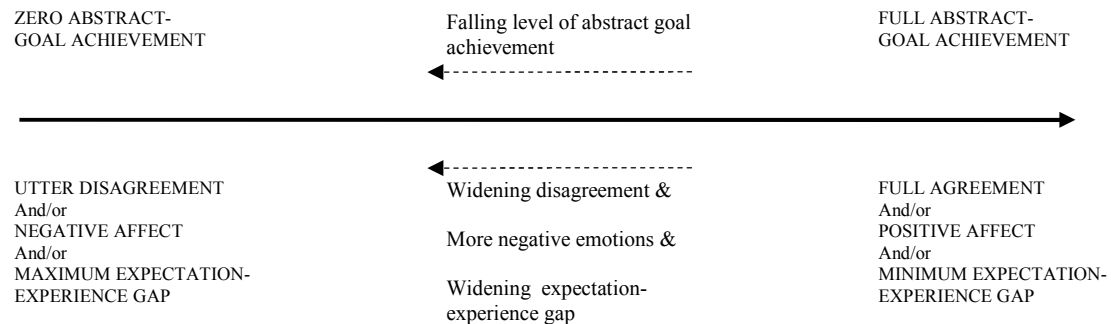 ZERO ABSTRACT-
GOAL ACHIEVEMENT
Falling level of abstract goal
achievement
FULL ABSTRACT-
GOAL ACHIEVEMENT
UTTER DISAGREEMENT
And/or
NEGATIVE AFFECT
And/or
MAXIMUM EXPECTATION-
EXPERIENCE GAP
Widening disagreement &
More negative emotions &
Widening expectation-
experience gap
FULL AGREEMENT
And/or
POSITIVE AFFECT
And/or
MINIMUM EXPECTATION-
EXPERIENCE GAP